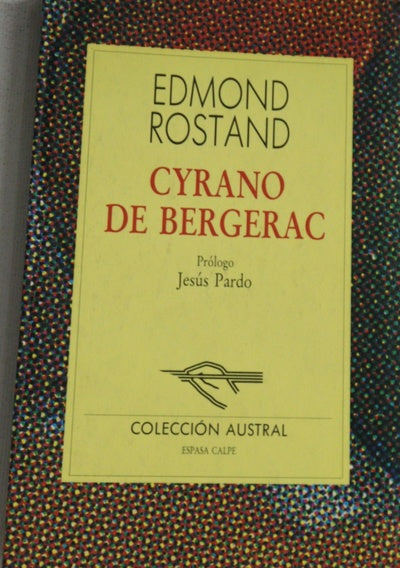 EDMOND
ROSTAND
CYRANO
DE BERGERAC
Prólogo
Jesús Pardo
COLECCIÓN AUSTRAL
ESPASA CALPE